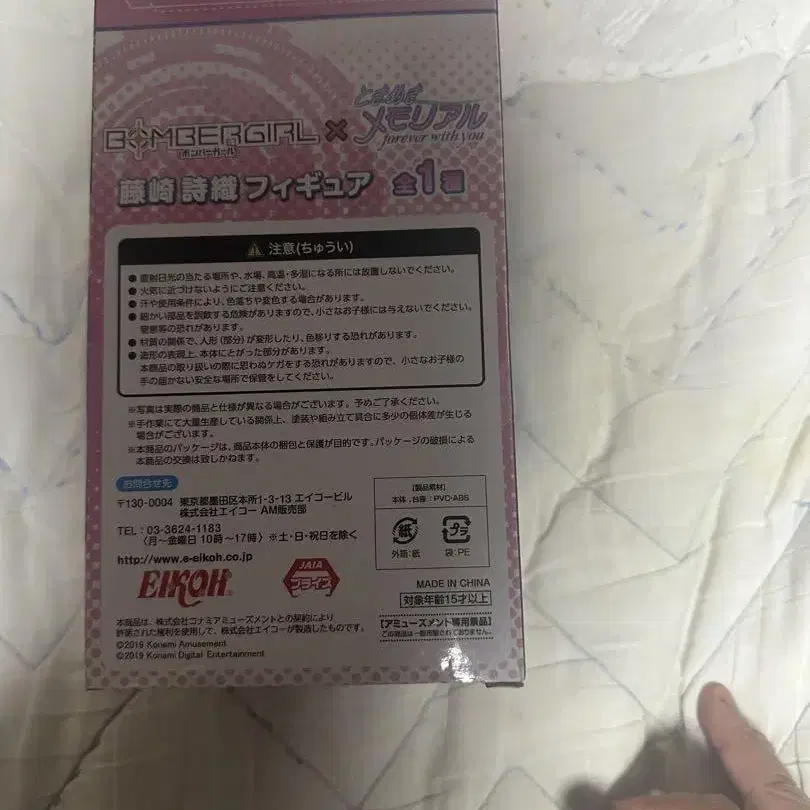 BOMBERGIRL × ときめきメモリアル
ボンバーガール
forever with you
藤崎 詩織 フィギュア 全1種
注意(ちゅうい)
●直射日光の当たる場所や、水場、高温・多湿になる所には放置しないでください。
●火気に近づけないようにご注意ください。
●汗や使用条件により、色落ちや変色する場合があります。
●細かい部品を誤飲する危険がありますので、小さなお子様には与えないでください。
窒息等の恐れがあります。
●材質の関係で、人形(部分)が変形したり、色移りする恐れがあります。
●造形の表現上、本体にとがった部分があります。
本商品の取り扱いの際に思わぬケガをする恐れがありますので、小さなお子様の
手の届かない安全な場所で保管をしてください。
※写真は実際の商品と仕様が異なる場合がございます。予めご了承ください。
※手作業にて大量生産している関係上、塗装や組み立て具合に多少の個体差が生じる
場合がございます。
※本商品のパッケージは、商品本体の梱包と保護が目的です。パッケージの破損による
本商品の交換は致しかねます。
お問合せ先
〒130-0004 東京都墨田区本所1-3-13 エイコービル
株式会社エイコー AM販売部
TEL:03-3624-1183
〈月~金曜日 10時~17時〉※土・日・祝日を除く
http://www.e-eikoh.co.jp
EIKOH
JAIA
プライズ
【製品素材】
本体、台座:PVC・ABS
紙
外箱:紙
プラ
袋:PE
MADE IN CHINA
対象年齢15才以上
本商品は、株式会社コナミアミューズメントとの契約により
許諾された権利を使用して、株式会社エイコーが製造したものです。
©2019 Konami Amusement
©2019 Konami Digital Entertainment
【アミューズメント専用景品】
この商品は一般市販されておりません。